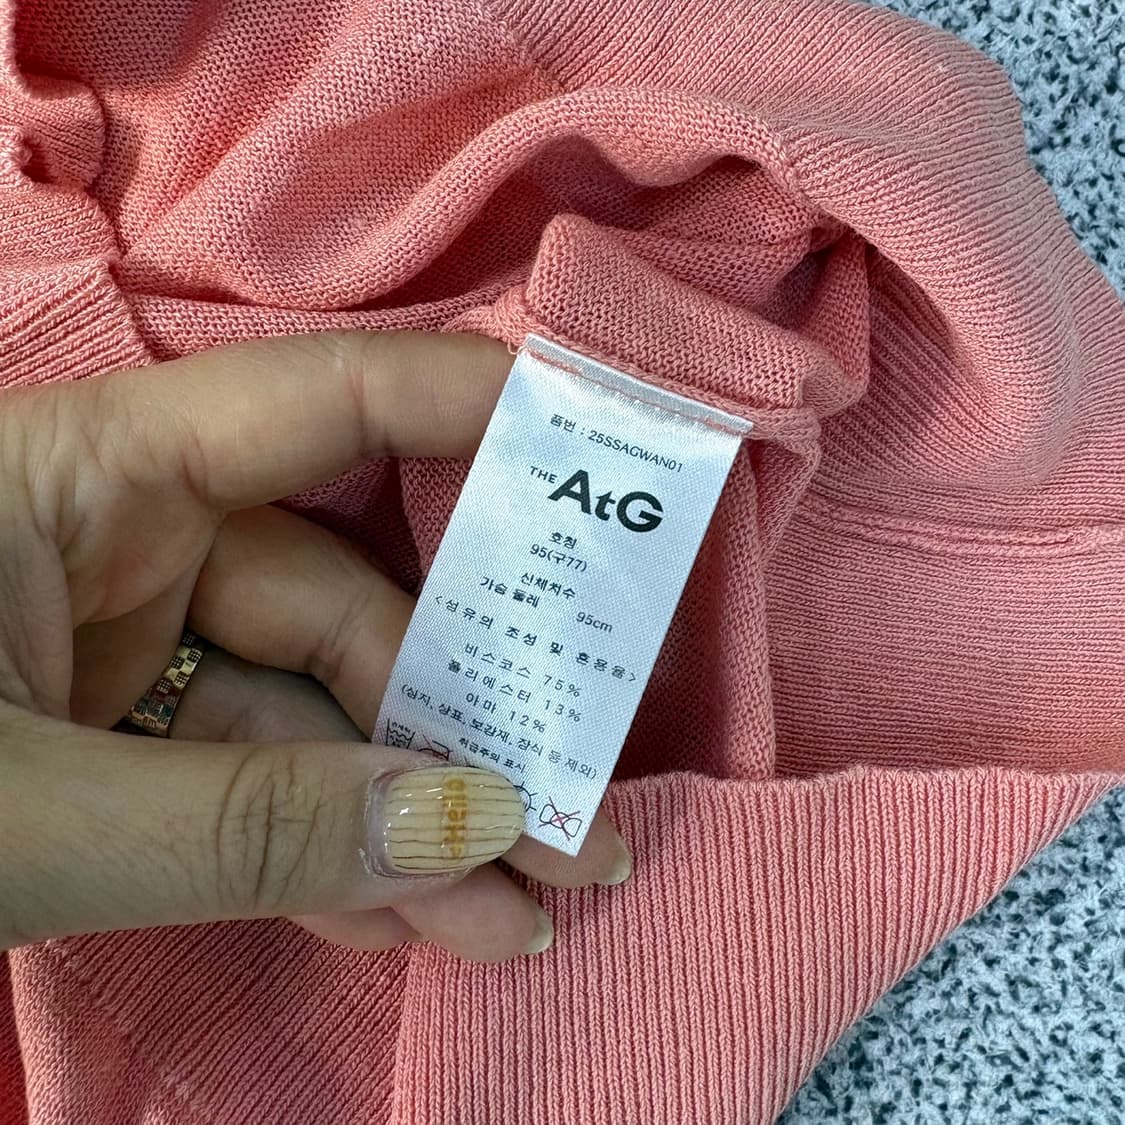 품번 : 25SSAGWAN01
THE AtG
호칭
95(구77)
신체치수
가슴 둘레 95cm
<섬유의 조성 및 혼용율>
비스코스 75%
폴리에스터 13%
아마 12%
(심지, 상표, 보강재, 장식 등 제외)
취급주의 표시
Hello